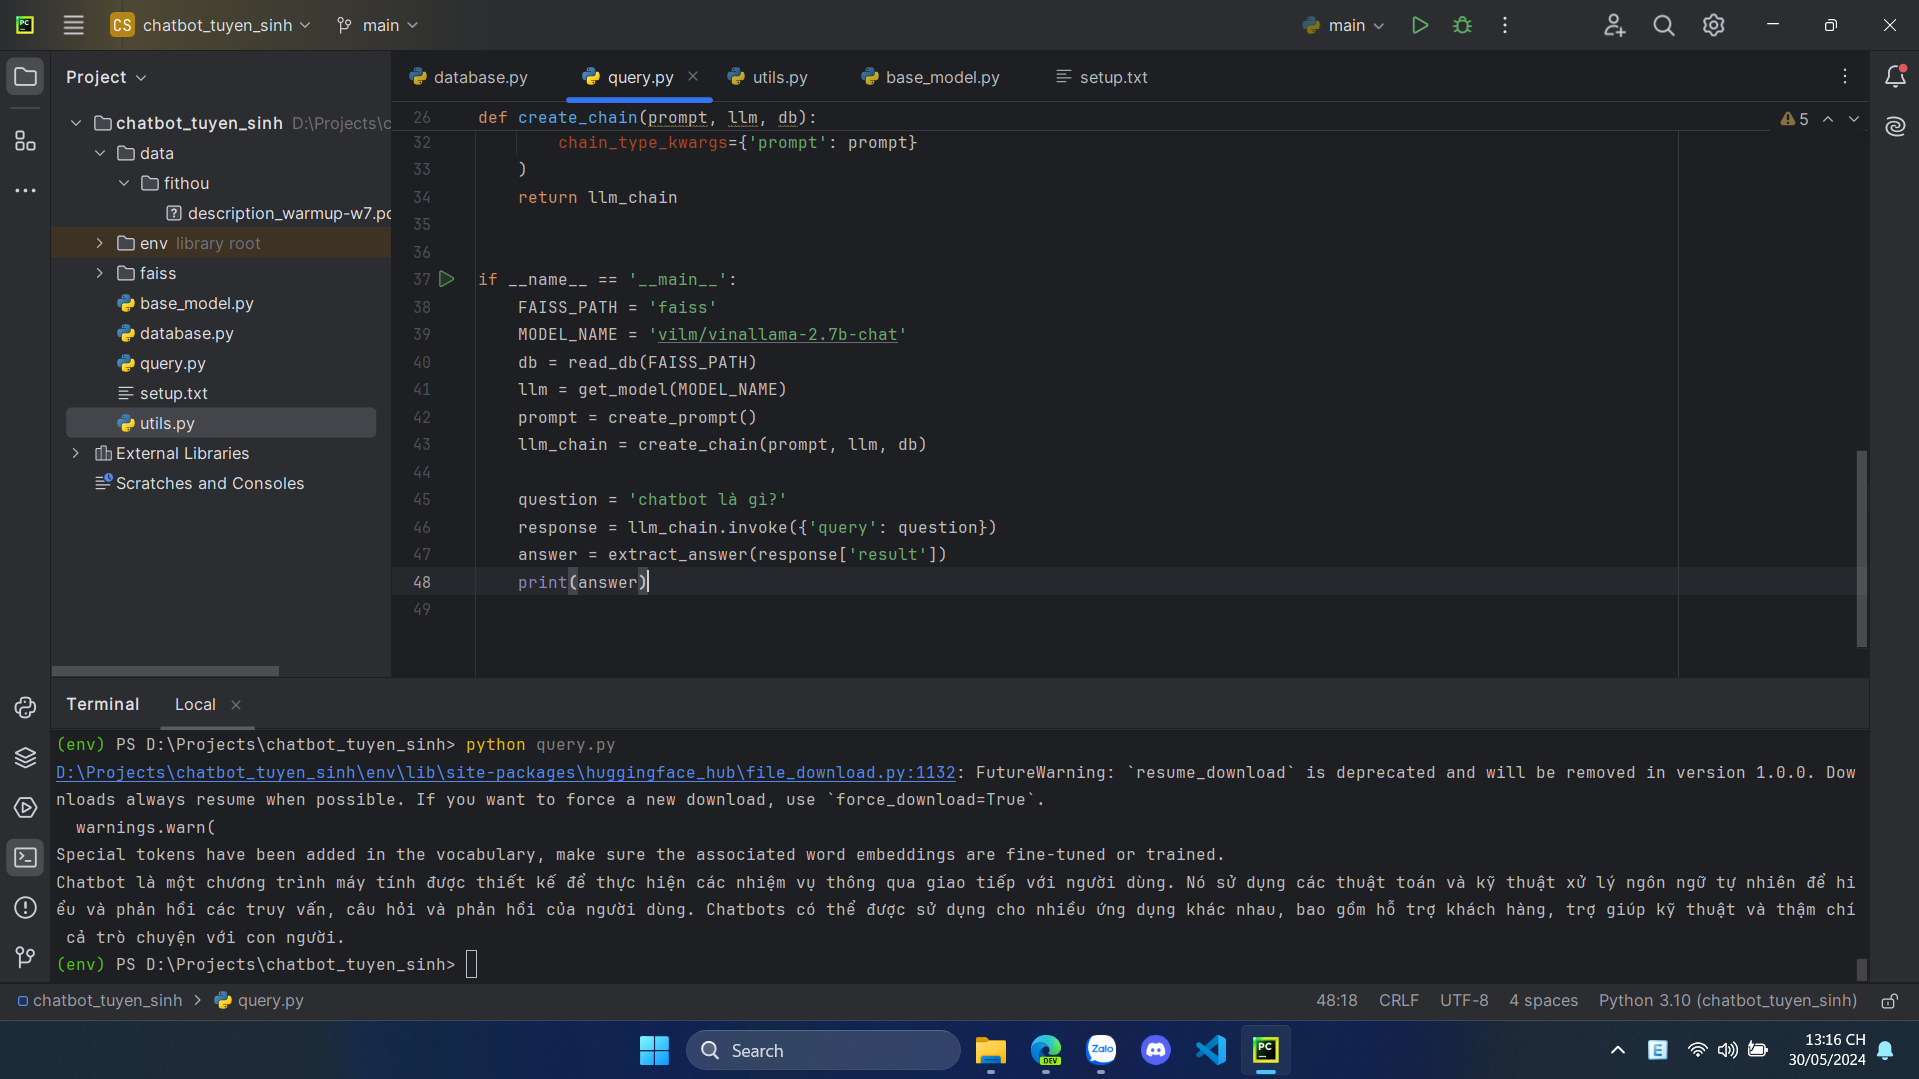 PC
CS chatbot_tuyen_sinh
main
main
Project
chatbot_tuyen_sinh D:\Projects\c
data
fithou
description_warmup-w7.pd
env library root
faiss
base_model.py
database.py
query.py
setup.txt
utils.py
External Libraries
Scratches and Consoles
database.py
query.py
utils.py
base_model.py
setup.txt
5
26 def create_chain(prompt, llm, db):
32 chain_type_kwargs={'prompt': prompt}
33 )
34 return llm_chain
35
36
37 if __name__ == '__main__':
38 FAISS_PATH = 'faiss'
39 MODEL_NAME = 'vilm/vinallama-2.7b-chat'
40 db = read_db(FAISS_PATH)
41 llm = get_model(MODEL_NAME)
42 prompt = create_prompt()
43 llm_chain = create_chain(prompt, llm, db)
44
45 question = 'chatbot là gì?'
46 response = llm_chain.invoke({'query': question})
47 answer = extract_answer(response['result'])
48 print(answer)
49
Terminal
Local
(env) PS D:\Projects\chatbot_tuyen_sinh> python query.py
D:\Projects\chatbot_tuyen_sinh\env\lib\site-packages\huggingface_hub\file_download.py:1132: FutureWarning: `resume_download` is deprecated and will be removed in version 1.0.0. Dow
nloads always resume when possible. If you want to force a new download, use `force_download=True`.
warnings.warn(
Special tokens have been added in the vocabulary, make sure the associated word embeddings are fine-tuned or trained.
Chatbot là một chương trình máy tính được thiết kế để thực hiện các nhiệm vụ thông qua giao tiếp với người dùng. Nó sử dụng các thuật toán và kỹ thuật xử lý ngôn ngữ tự nhiên để hi
ểu và phản hồi các truy vấn, câu hỏi và phản hồi của người dùng. Chatbots có thể được sử dụng cho nhiều ứng dụng khác nhau, bao gồm hỗ trợ khách hàng, trợ giúp kỹ thuật và thậm chí
cả trò chuyện với con người.
(env) PS D:\Projects\chatbot_tuyen_sinh>
chatbot_tuyen_sinh > query.py
48:18 CRLF UTF-8 4 spaces Python 3.10 (chatbot_tuyen_sinh)
Search
DEV
Zalo
PC
E
13:16 CH
30/05/2024